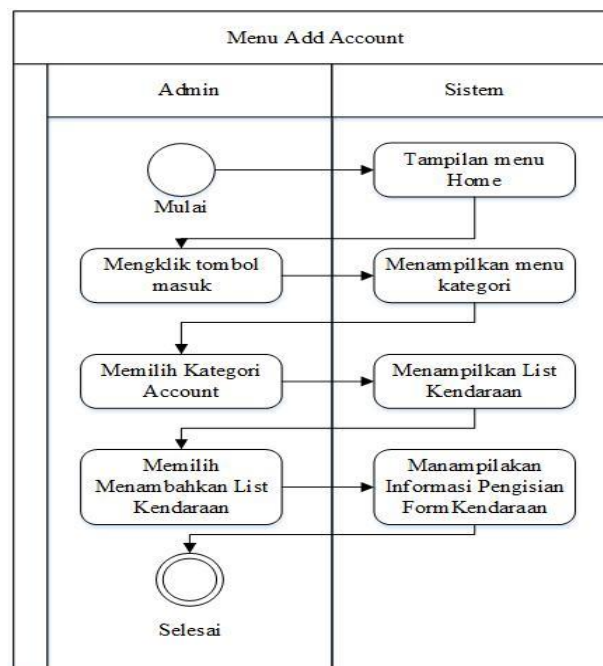 Menu Add Account
Admin
Sistem
Mulai
Tampilan menu
Home
Mengklik tombol
masuk
Menampilkan menu
kategori
Memilih Kategori
Account
Menampilkan List
Kendaraan
Memilih
Menambahkan List
Kendaraan
Manampilakan
Informasi Pengisian
Form Kendaraan
Selesai